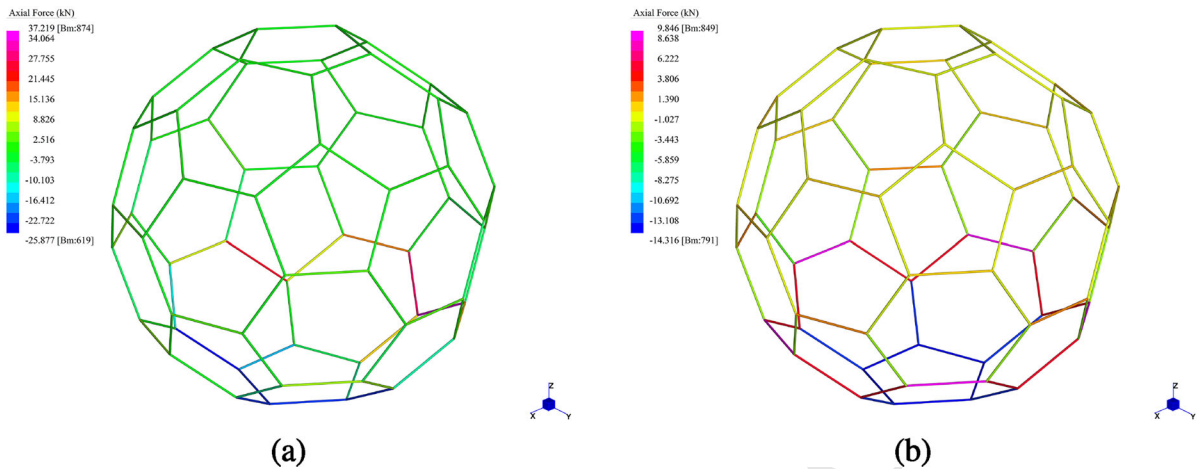 Axial Force (kN)
37.219 [Bm:874]
34.064
27.755
21.445
15.136
8.826
2.516
-3.793
-10.103
-16.412
-22.722
-25.877 [Bm:619]
Z
X Y
(a)
Axial Force (kN)
9.846 [Bm:849]
8.638
6.222
3.806
1.390
-1.027
-3.443
-5.859
-8.275
-10.692
-13.108
-14.316 [Bm:791]
Z
X Y
(b)